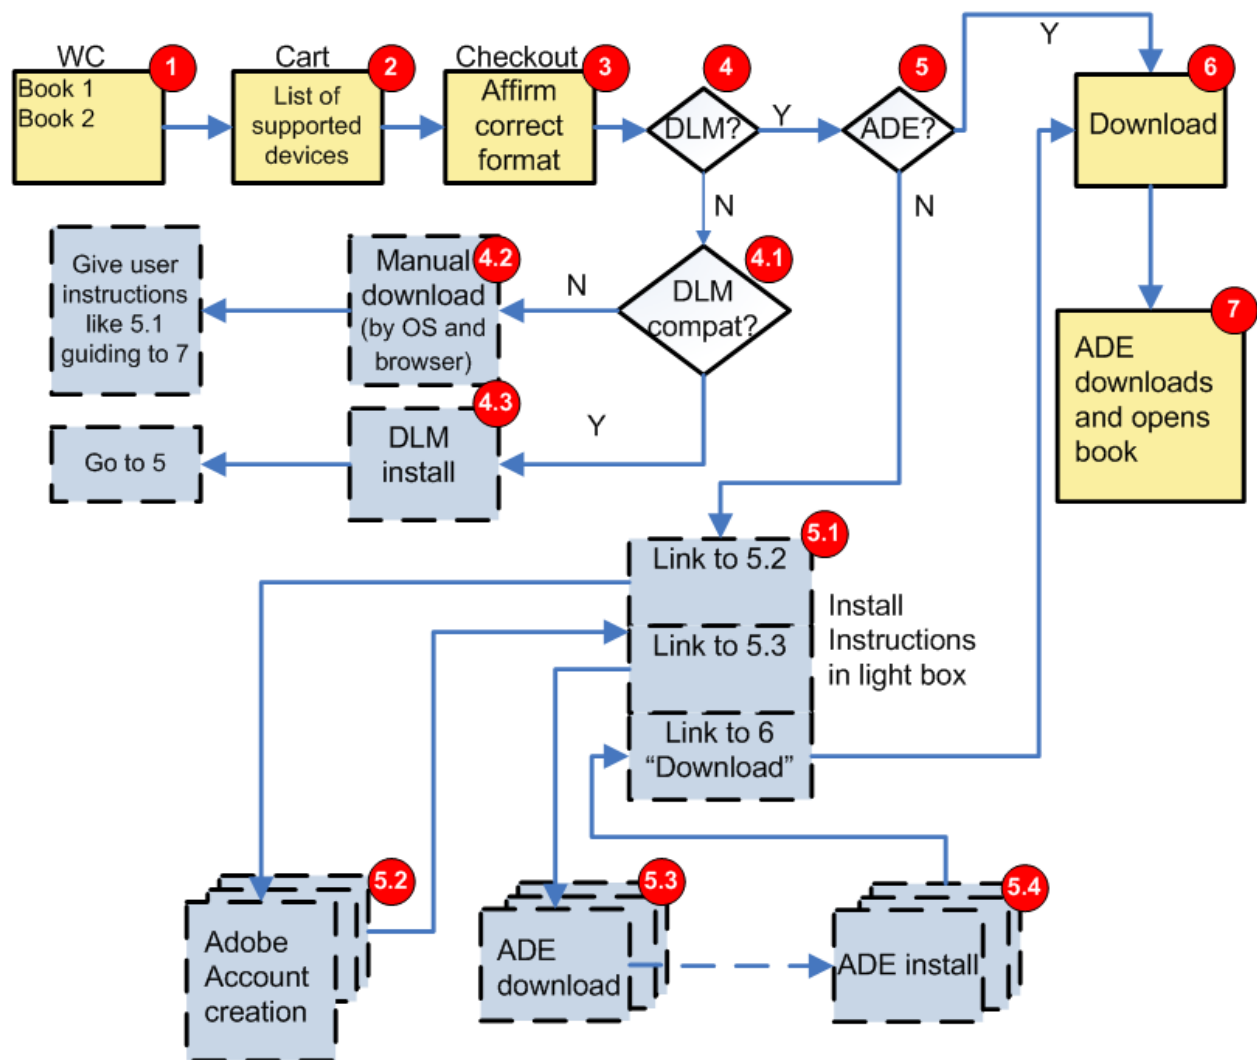 WC
1
Book 1
Book 2
Cart
2
List of
supported
devices
Checkout
3
Affirm
correct
format
4
DLM?
Y
N
5
ADE?
Y
N
6
Download
7
ADE
downloads
and opens
book
4.1
DLM
compat?
N
Y
4.2
Manual
download
(by OS and
browser)
Give user
instructions
like 5.1
guiding to 7
4.3
DLM
install
Go to 5
5.1
Link to 5.2
Link to 5.3
Link to 6
“Download”
Install
Instructions
in light box
5.2
Adobe
Account
creation
5.3
ADE
download
5.4
ADE install